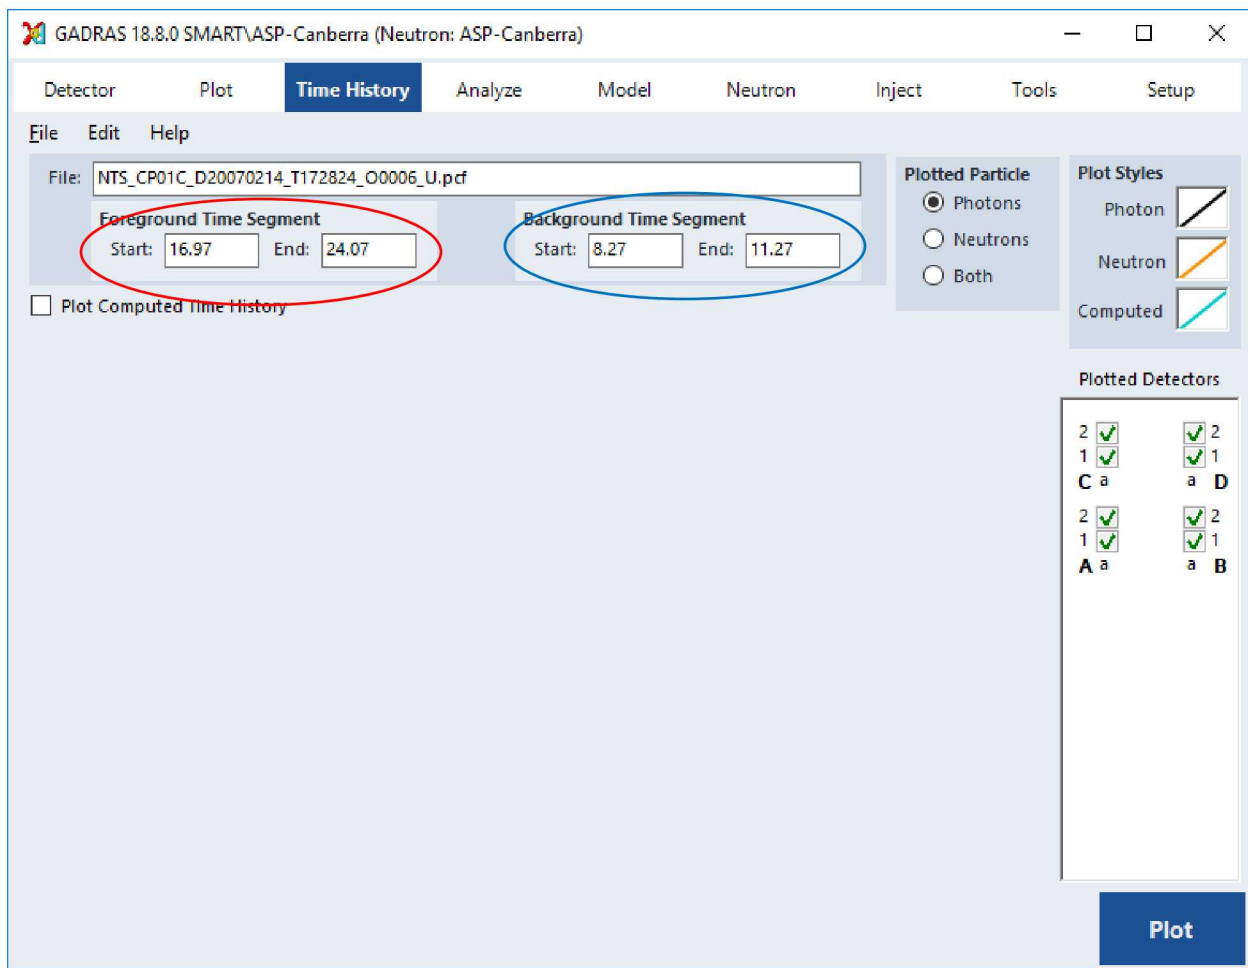 GADRAS 18.8.0 SMART\ASP-Canberra (Neutron: ASP-Canberra)
Detector Plot Time History Analyze Model Neutron Inject Tools Setup
File Edit Help
File: NTS_CP01C_D20070214_T172824_O0006_U.pcf
Foreground Time Segment
Start: 16.97 End: 24.07
Background Time Segment
Start: 8.27 End: 11.27
Plot Computed Time History
Plotted Particle
Photons
Neutrons
Both
Plot Styles
Photon
Neutron
Computed
Plotted Detectors
2 2
1 1
C a a D
2 2
1 1
A a a B
Plot